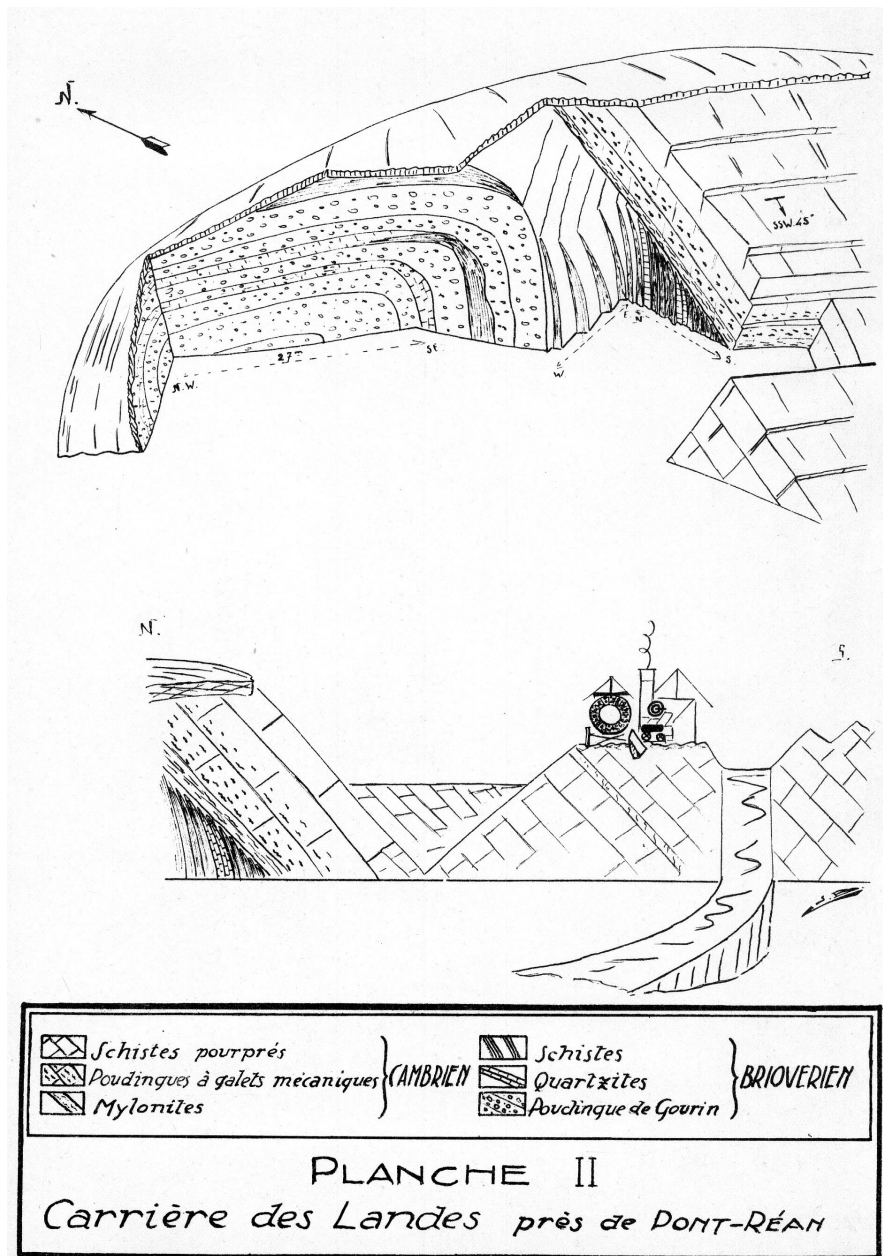 N.
SSW. 45°
27m
SE
N.W.
E
N
W
S.
N.
S.
Schistes pourprés
Poudingues à galets mécaniques
Mylonites
CAMBRIEN
Schistes
Quartzites
Poudingue de Gourin
BRIOVERIEN
PLANCHE II
Carrière des Landes près de PONT-RÉAN